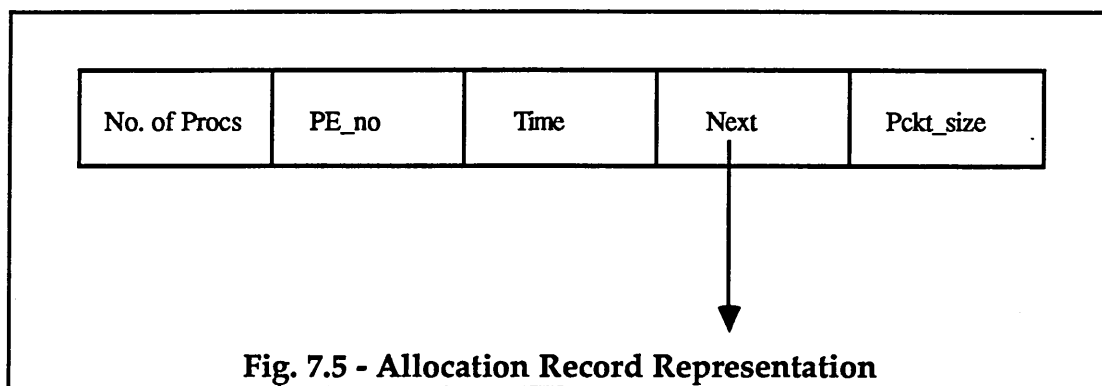 No. of Procs PE_no Time Next Pckt_size
Fig. 7.5 - Allocation Record Representation